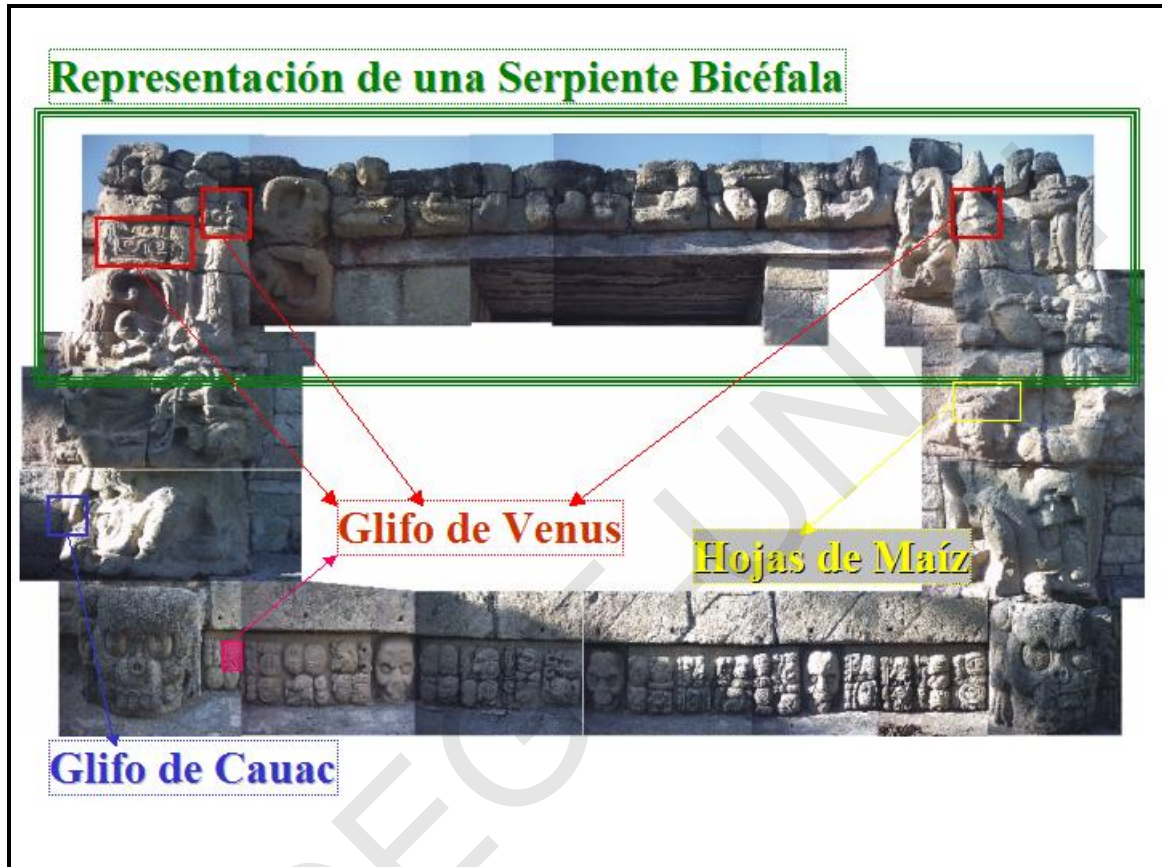 Representación de una Serpiente Bicéfala
Glifo de Venus
Hojas de Maíz
Glifo de Cauac